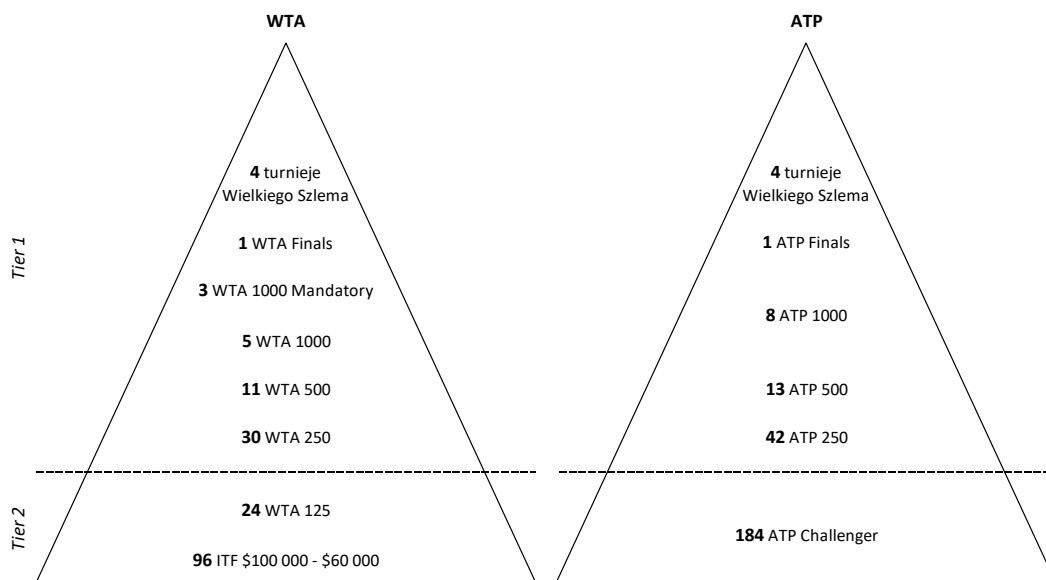 WTA
ATP
Tier 1
4 turnieje
Wielkiego Szlema
1 WTA Finals
3 WTA 1000 Mandatory
5 WTA 1000
11 WTA 500
30 WTA 250
4 turnieje
Wielkiego Szlema
1 ATP Finals
8 ATP 1000
13 ATP 500
42 ATP 250
Tier 2
24 WTA 125
96 ITF $100 000 - $60 000
184 ATP Challenger